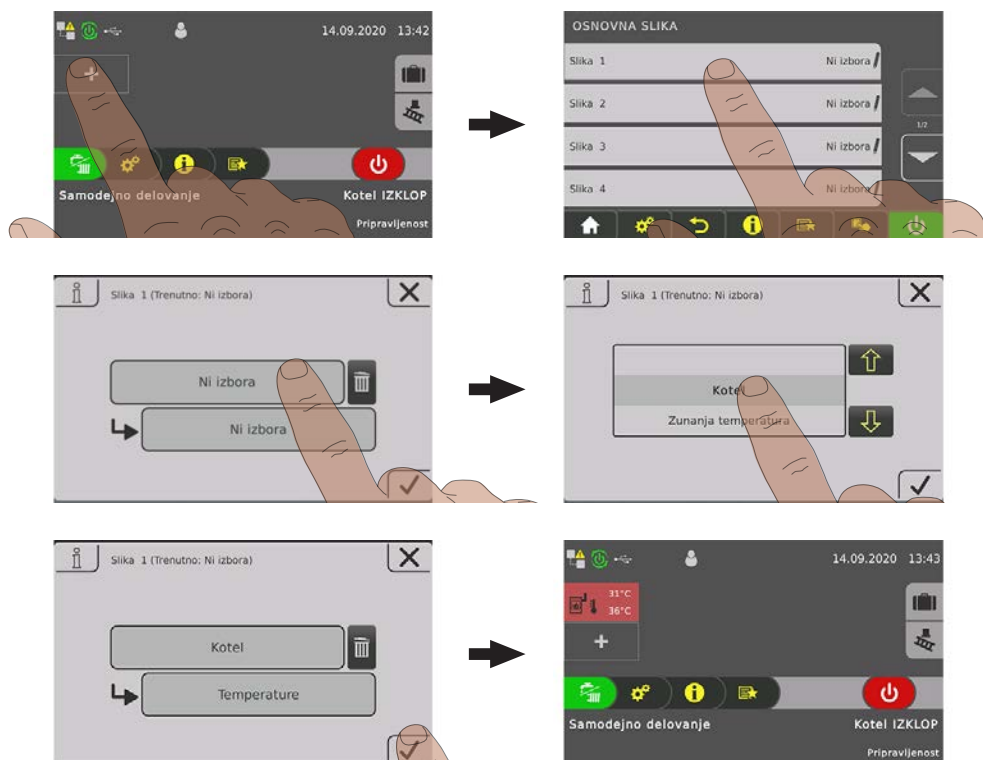 14.09.2020 13:42
+
Samodejno delovanje
Kotel IZKLOP
Pripravljenost
OSNOVNA SLIKA
Slika 1 Ni izbora
Slika 2 Ni izbora
1/2
Slika 3 Ni izbora
Slika 4 Ni izbora
Slika 1 (Trenutno: Ni izbora)
Ni izbora
Ni izbora
Slika 1 (Trenutno: Ni izbora)
Kotel
Zunanja temperatura
Slika 1 (Trenutno: Ni izbora)
Kotel
Temperature
14.09.2020 13:43
31°C
36°C
+
Samodejno delovanje
Kotel IZKLOP
Pripravljenost